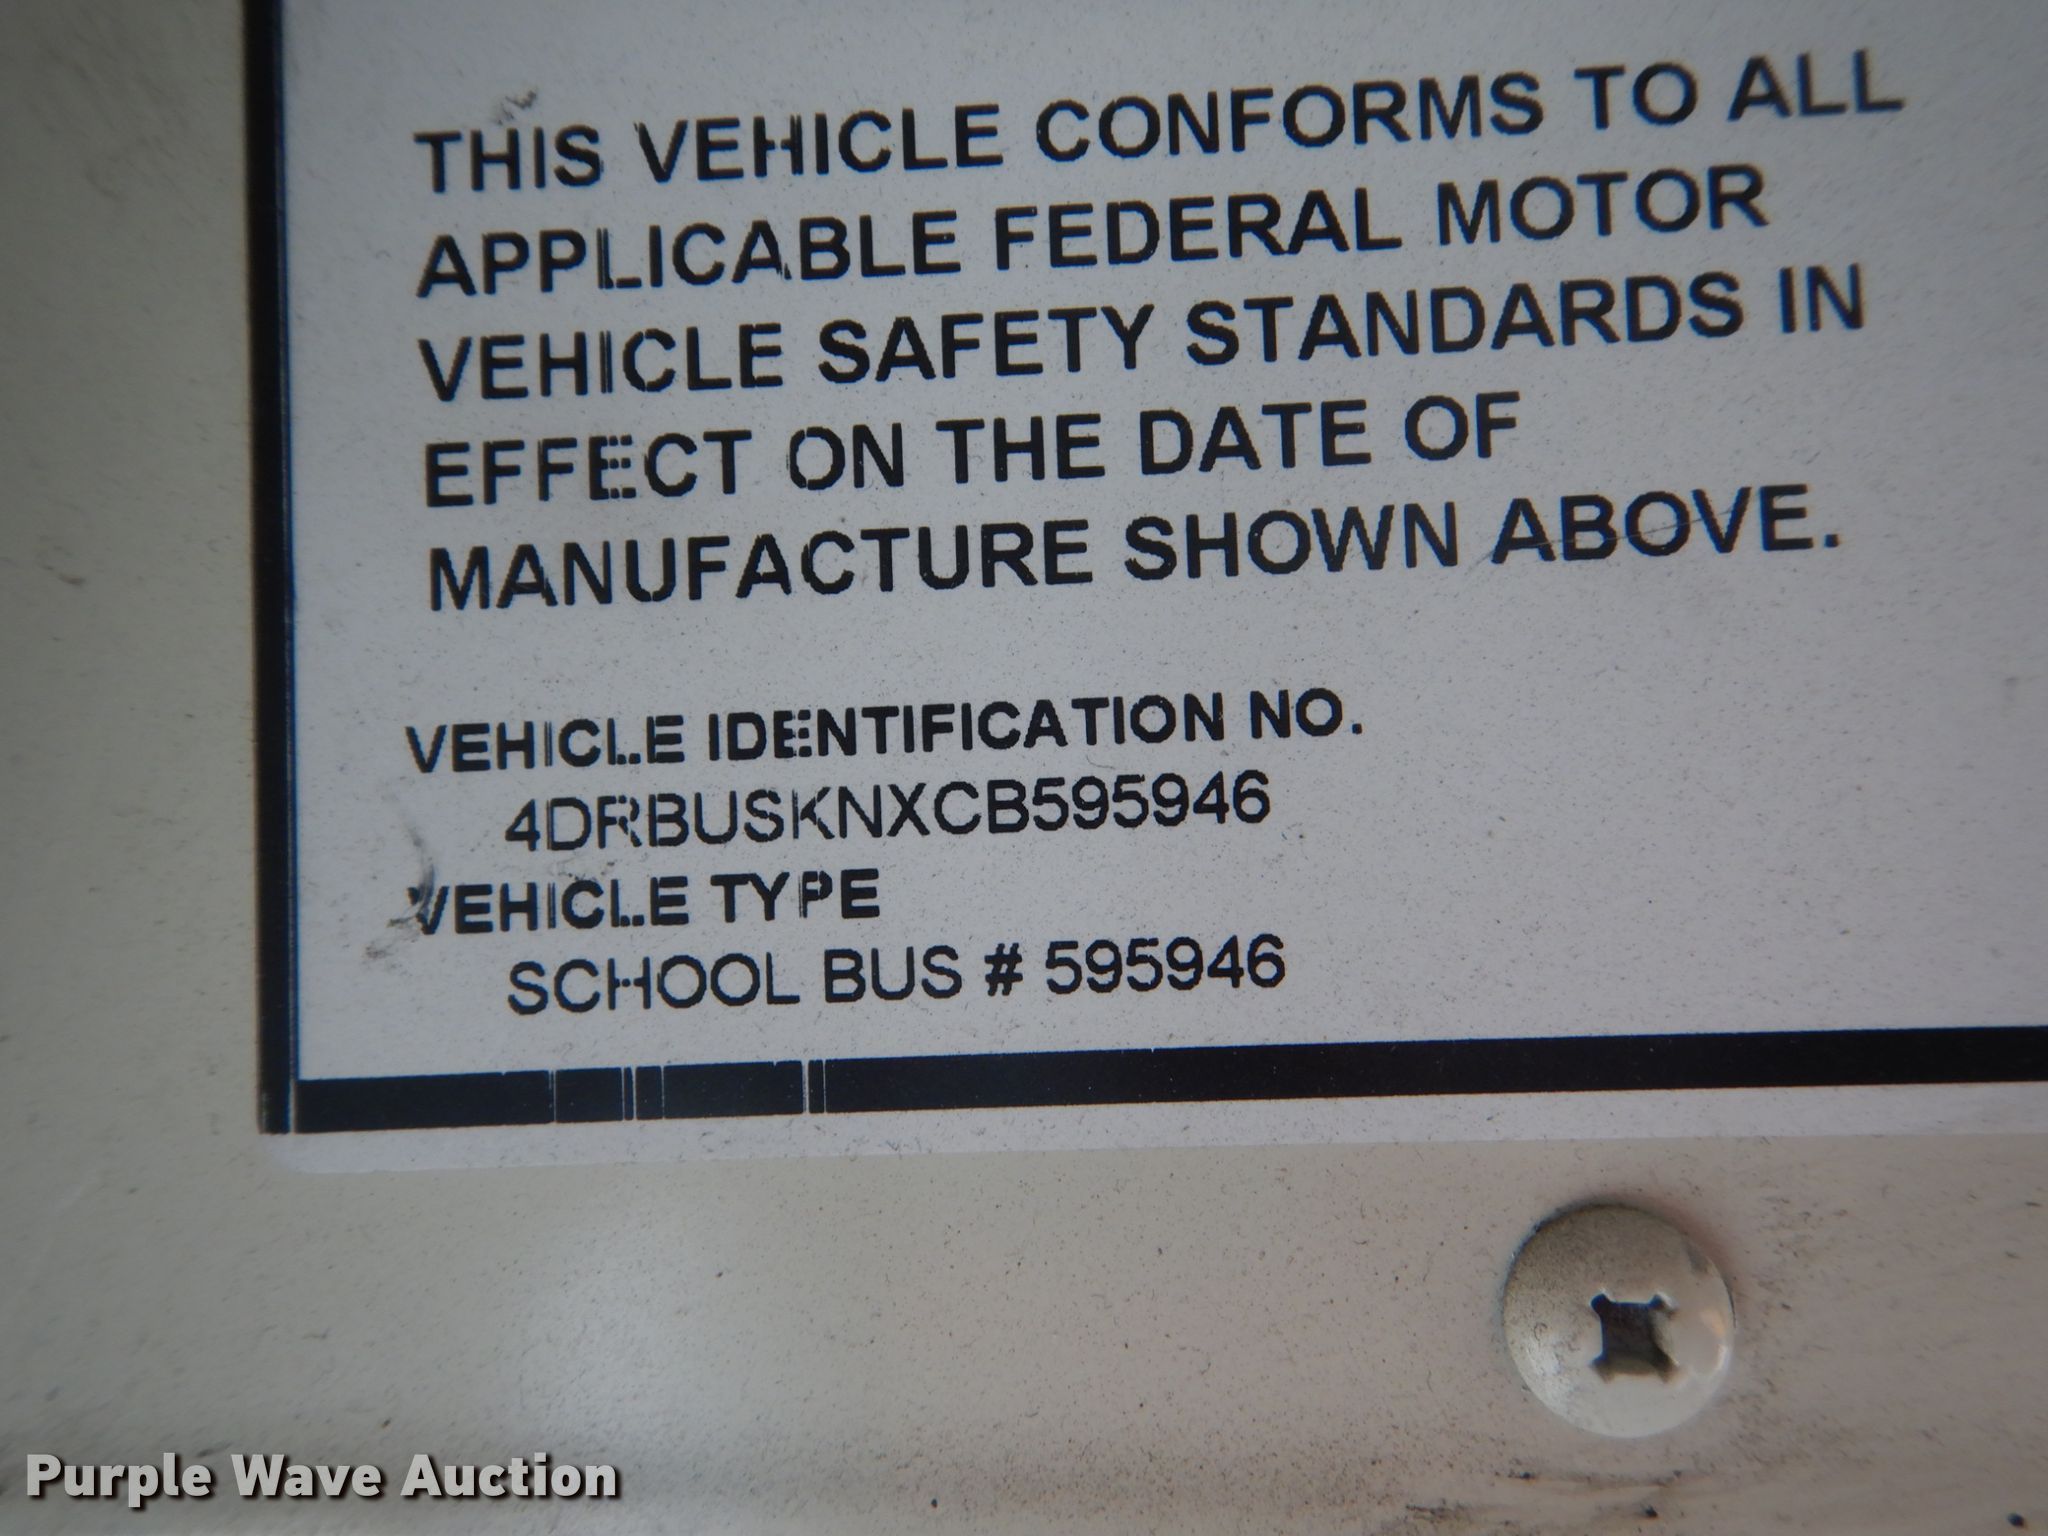 THIS VEHICLE CONFORMS TO ALL
APPLICABLE FEDERAL MOTOR
VEHICLE SAFETY STANDARDS IN
EFFECT ON THE DATE OF
MANUFACTURE SHOWN ABOVE.
VEHICLE IDENTIFICATION NO.
4DRBUSKNXCB595946
VEHICLE TYPE
SCHOOL BUS # 595946
Purple Wave Auction